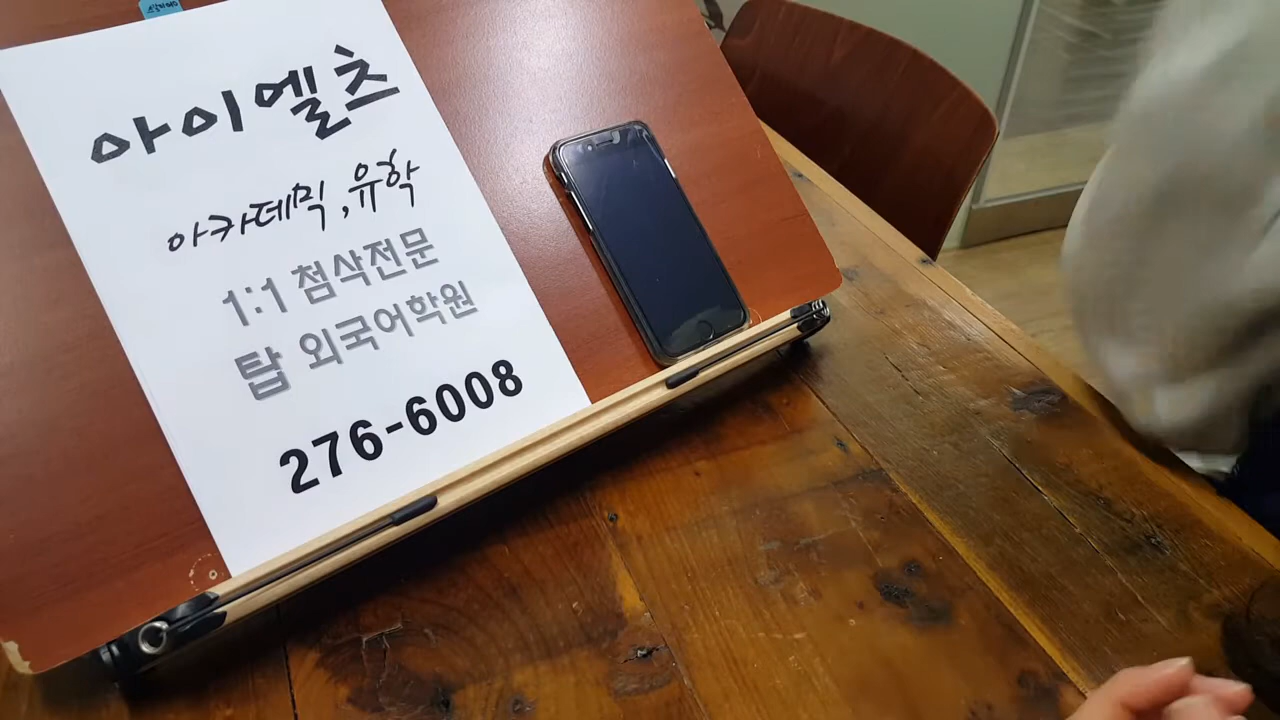 아이엘츠
아카데믹, 유학
1:1 첨삭전문
탑 외국어학원
276-6008